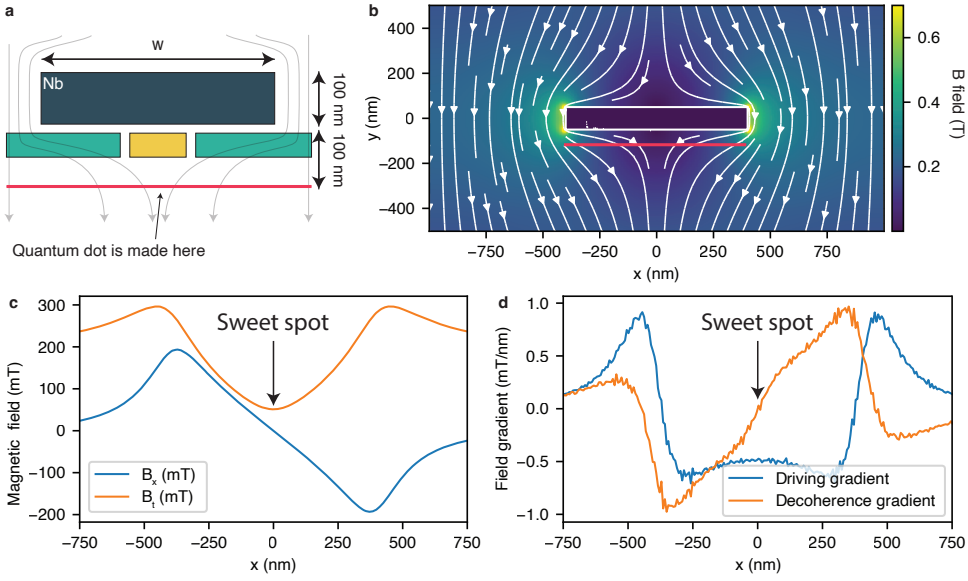 a
w
Nb
100 nm
100 nm
Quantum dot is made here
b
y (nm)
400
200
0
−200
−400
−750
−500
−250
0
250
500
750
x (nm)
0.6
0.4
0.2
B field (T)
c
Magnetic field (mT)
300
200
100
0
−100
−200
Sweet spot
B_x (mT)
B_t (mT)
−750
−500
−250
0
250
500
750
x (nm)
d
Field gradient (mT/nm)
1.0
0.5
0.0
−0.5
−1.0
Sweet spot
Driving gradient
Decoherence gradient
−750
−500
−250
0
250
500
750
x (nm)